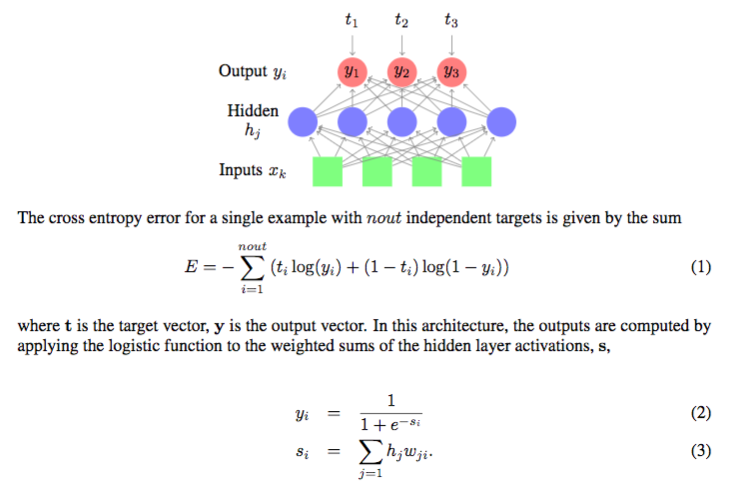 t₁ t₂ t₃
Output yᵢ y₁ y₂ y₃
Hidden
hⱼ
Inputs xₖ
The cross entropy error for a single example with nout independent targets is given by the sum
E = − ∑_{i=1}^{nout} (tᵢ log(yᵢ) + (1 − tᵢ) log(1 − yᵢ)) (1)
where t is the target vector, y is the output vector. In this architecture, the outputs are computed by
applying the logistic function to the weighted sums of the hidden layer activations, s,
yᵢ = 1 / (1 + e^{−sᵢ}) (2)
sᵢ = ∑_{j=1} hⱼwⱼᵢ. (3)